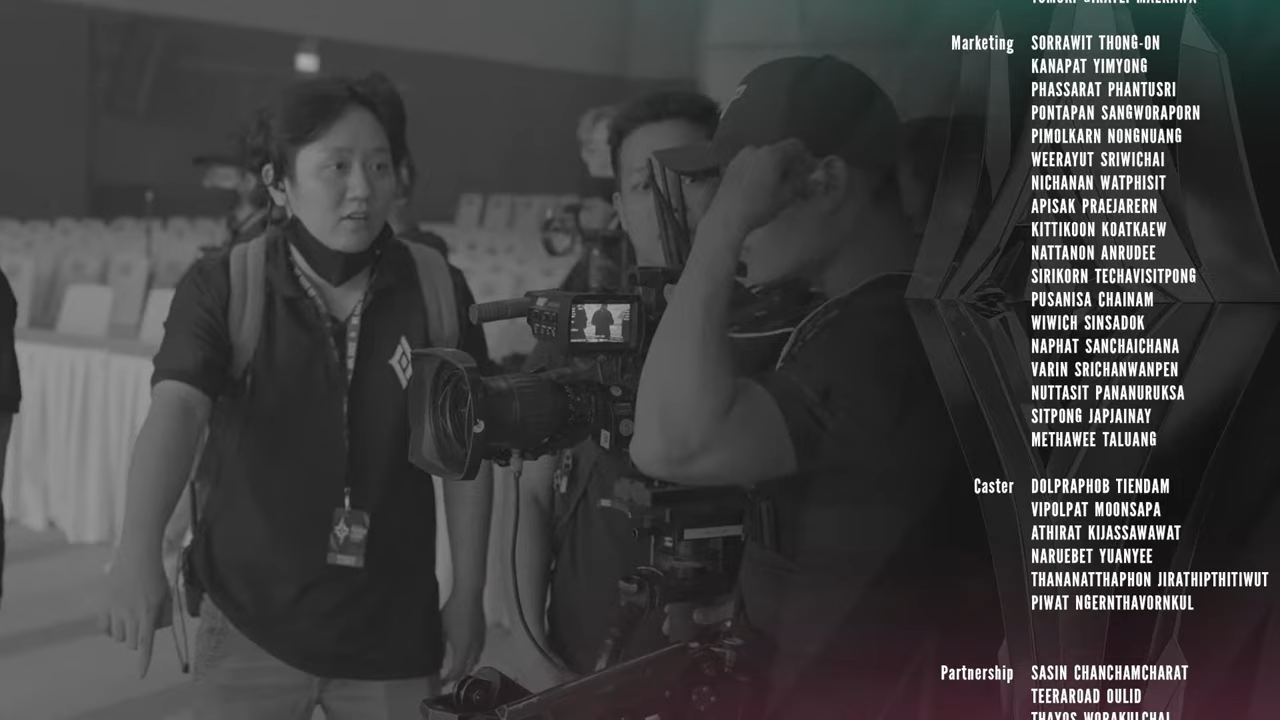 Marketing SORRAWIT THONG-ON
KANAPAT YIMYONG
PHASSARAT PHANTUSRI
PONTAPAN SANGWORAPORN
PIMOLKARN NONGNUANG
WEERAYUT SRIWICHAI
NICHANAN WATPHISIT
APISAK PRAEJARERN
KITTIKOON KOATKAEW
NATTANON ANRUDEE
SIRIKORN TECHAVISITPONG
PUSANISA CHAINAM
WIWICH SINSADOK
NAPHAT SANCHAICHANA
VARIN SRICHANWANPEN
NUTTASIT PANANURUKSA
SITPONG JAPJAINAY
METHAWEE TALUANG
Caster DOLPRAPHOB TIENDAM
VIPOLPAT MOONSAPA
ATHIRAT KIJASSAWAWAT
NARUEBET YUANYEE
THANANATTHAPHON JIRATHIPTHITIWUT
PIWAT NGERNTHAVORNKUL
Partnership SASIN CHANCHAMCHARAT
TEERAROAD OULID